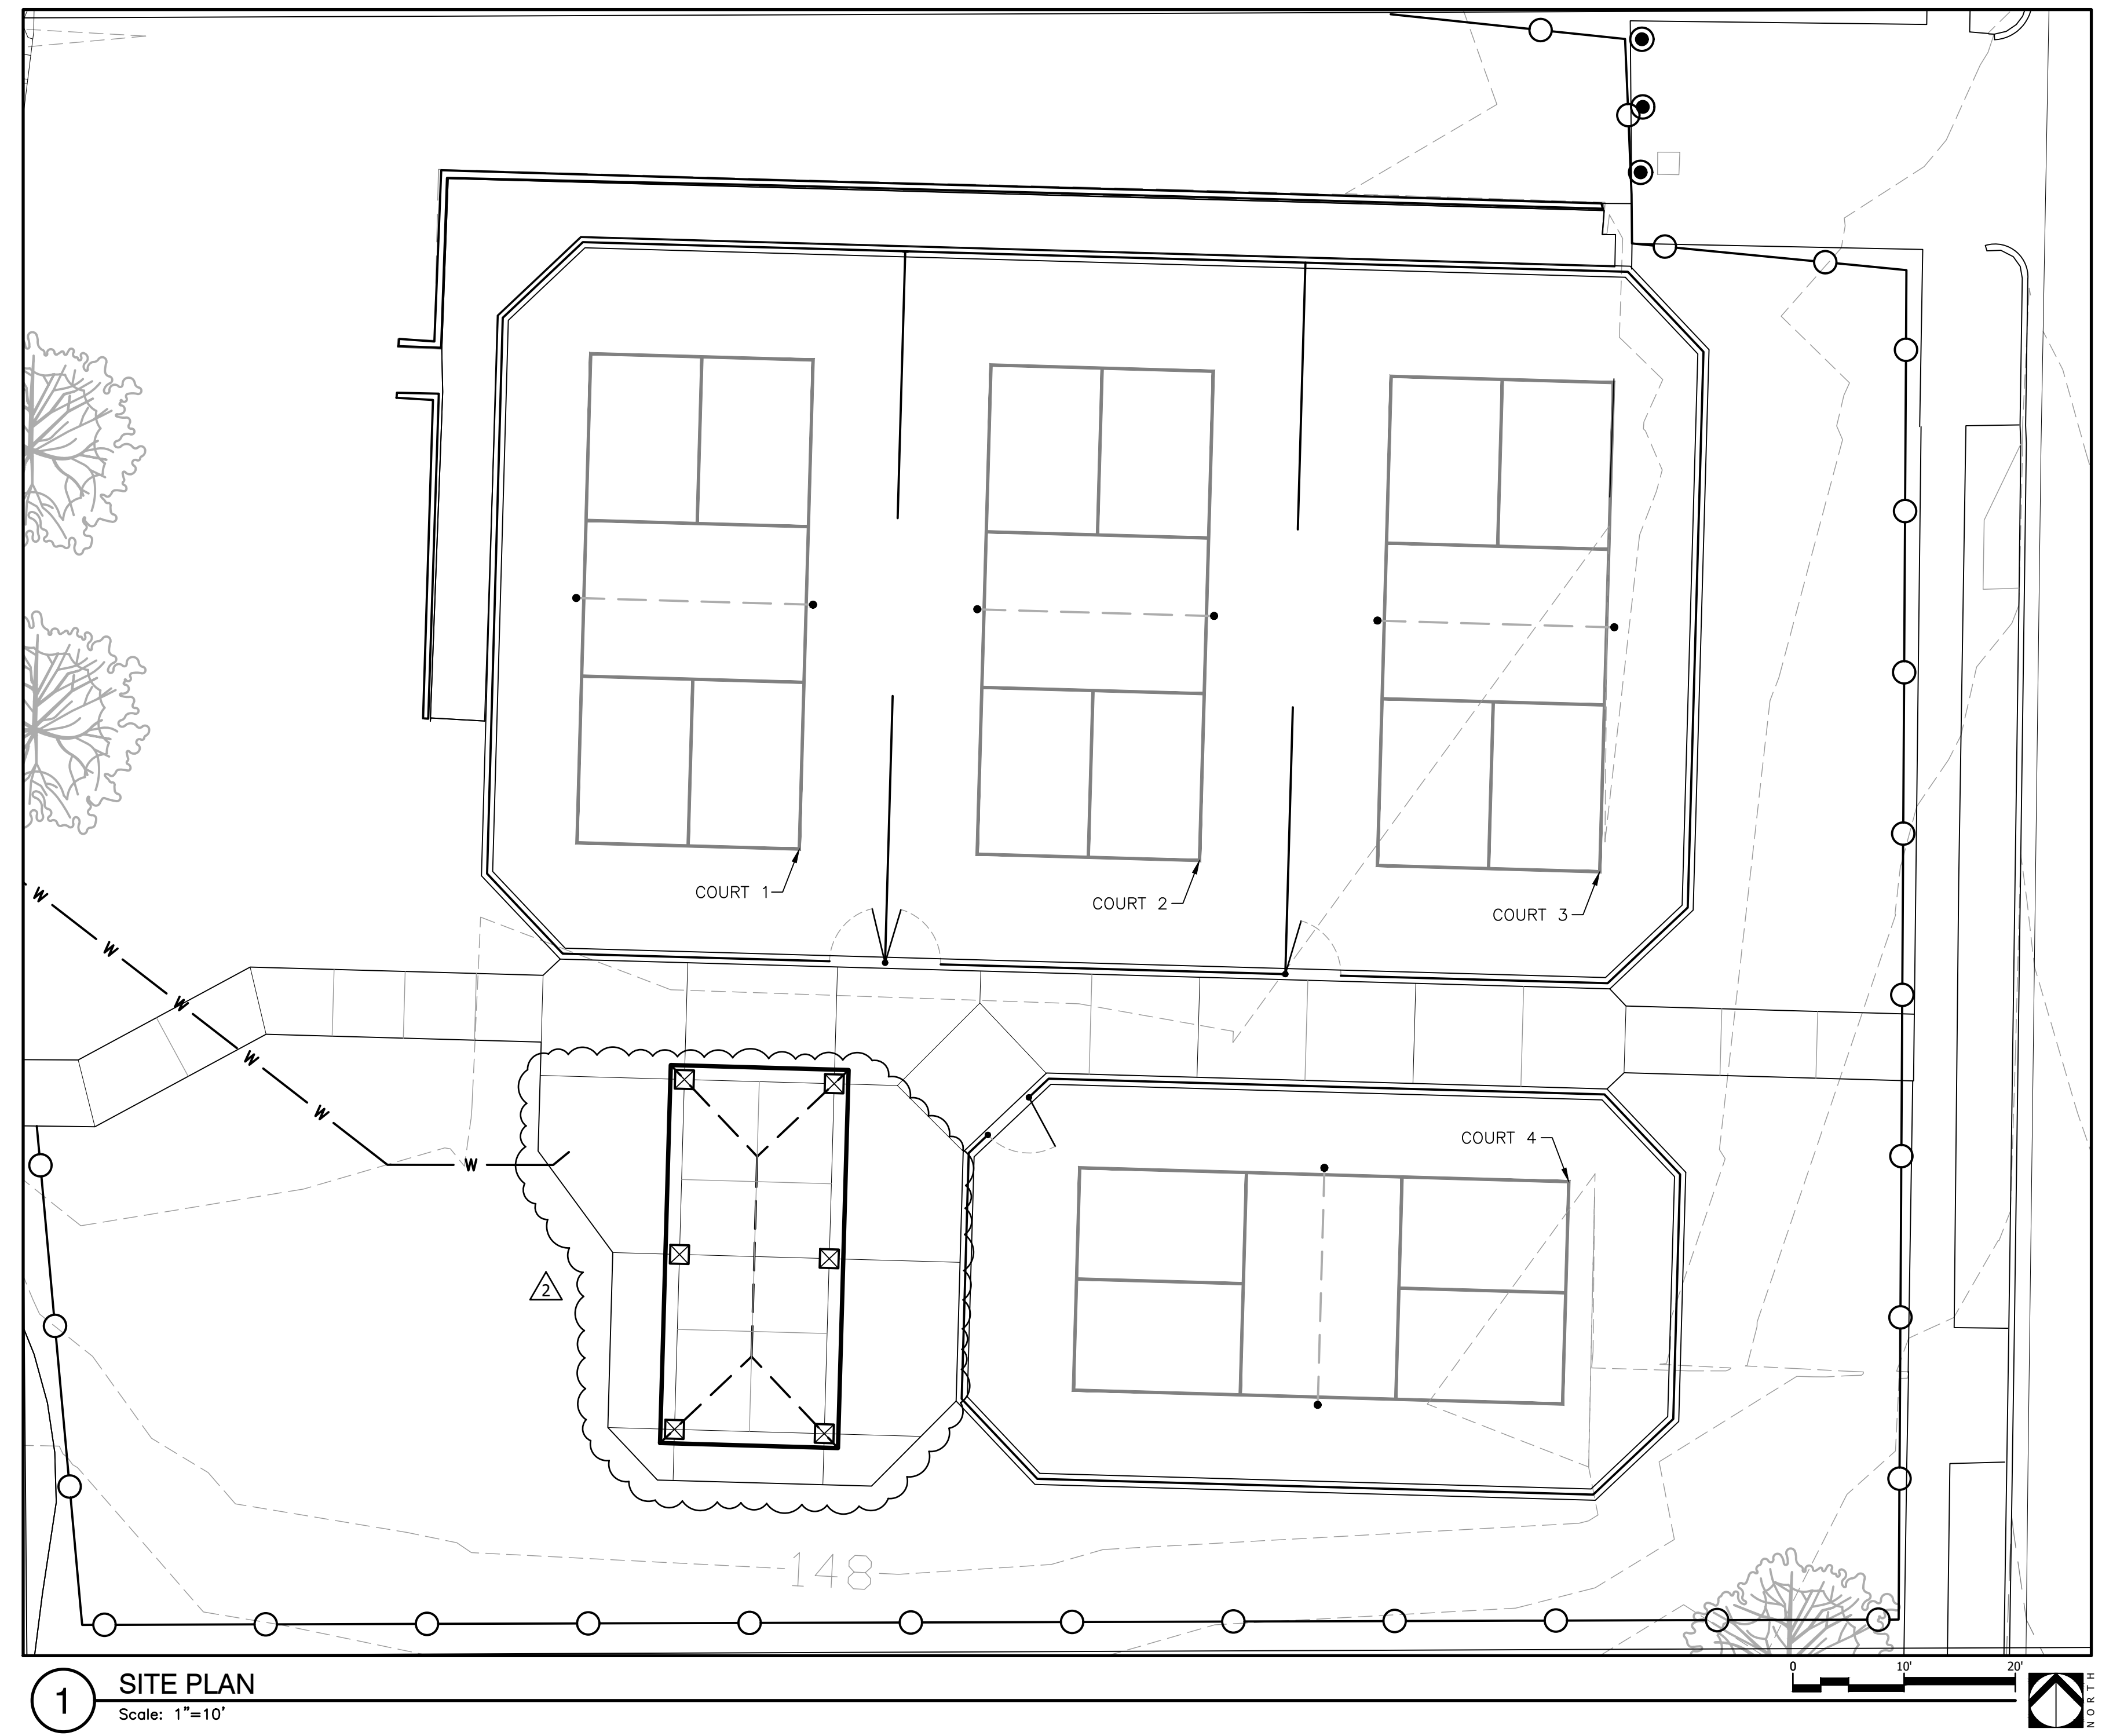 COURT 1
COURT 2
COURT 3
W
W
W
W
W
W
COURT 4
2
148
1
SITE PLAN
Scale: 1"=10'
0 10' 20'
NORTH